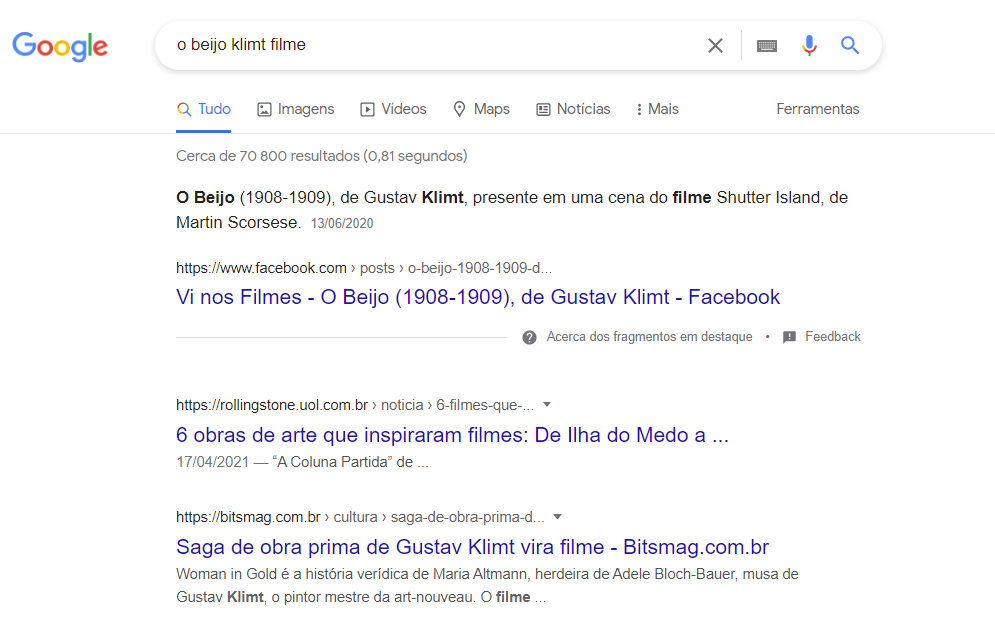 Google
o beijo klimt filme
Tudo Imagens Vídeos Maps Notícias Mais Ferramentas
Cerca de 70 800 resultados (0,81 segundos)
O Beijo (1908-1909), de Gustav Klimt, presente em uma cena do filme Shutter Island, de
Martin Scorsese. 13/06/2020
https://www.facebook.com › posts › o-beijo-1908-1909-d...
Vi nos Filmes - O Beijo (1908-1909), de Gustav Klimt - Facebook
Acerca dos fragmentos em destaque • Feedback
https://rollingstone.uol.com.br › noticia › 6-filmes-que-...
6 obras de arte que inspiraram filmes: De Ilha do Medo a ...
17/04/2021 — “A Coluna Partida” de ...
https://bitsmag.com.br › cultura › saga-de-obra-prima-d...
Saga de obra prima de Gustav Klimt vira filme - Bitsmag.com.br
Woman in Gold é a história verídica de Maria Altmann, herdeira de Adele Bloch-Bauer, musa de
Gustav Klimt, o pintor mestre da art-nouveau. O filme ...